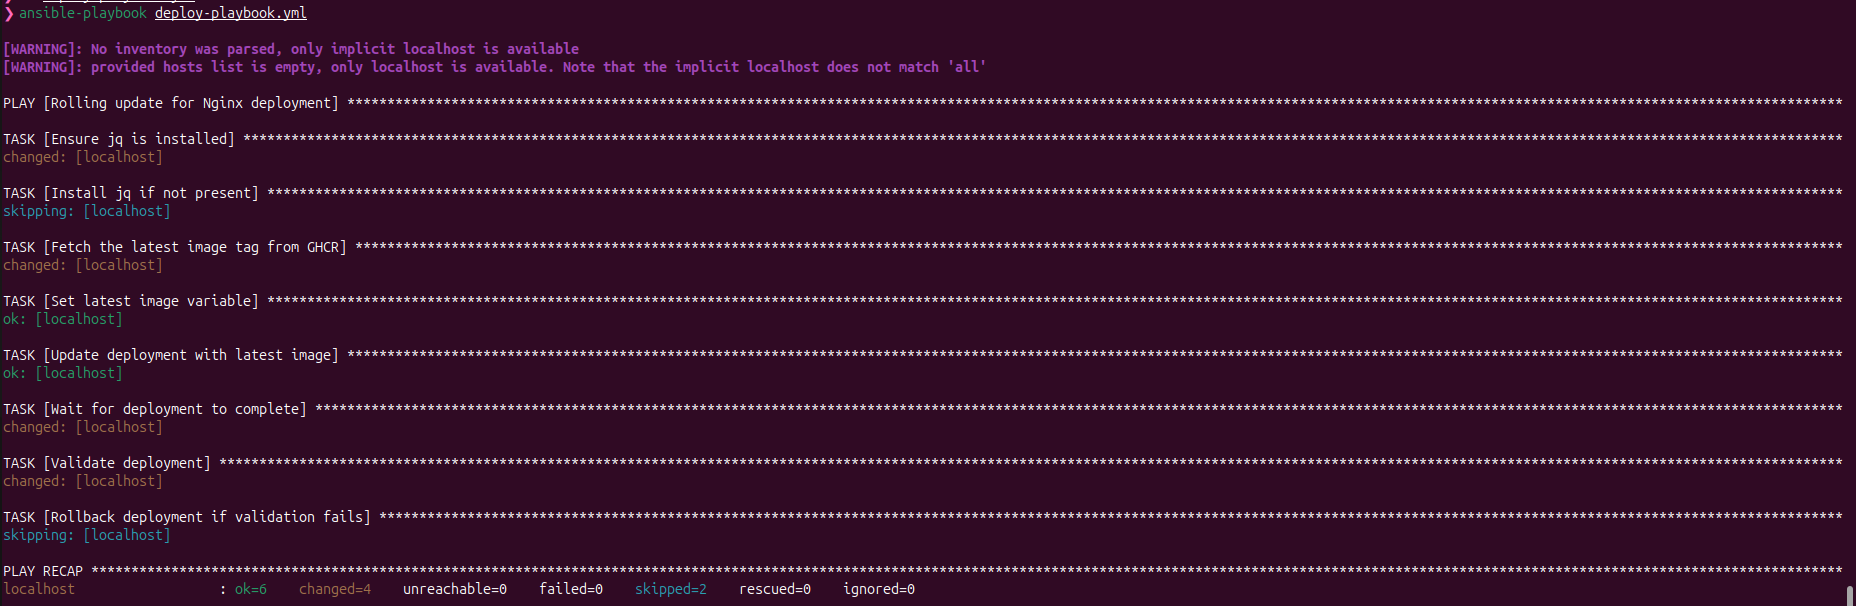 ❯ ansible-playbook deploy-playbook.yml
[WARNING]: No inventory was parsed, only implicit localhost is available
[WARNING]: provided hosts list is empty, only localhost is available. Note that the implicit localhost does not match 'all'
PLAY [Rolling update for Nginx deployment] ****************************************************************
TASK [Ensure jq is installed] ****************************************************************
changed: [localhost]
TASK [Install jq if not present] ****************************************************************
skipping: [localhost]
TASK [Fetch the latest image tag from GHCR] ****************************************************************
changed: [localhost]
TASK [Set latest image variable] ****************************************************************
ok: [localhost]
TASK [Update deployment with latest image] ****************************************************************
ok: [localhost]
TASK [Wait for deployment to complete] ****************************************************************
changed: [localhost]
TASK [Validate deployment] ****************************************************************
changed: [localhost]
TASK [Rollback deployment if validation fails] ****************************************************************
skipping: [localhost]
PLAY RECAP ****************************************************************
localhost : ok=6 changed=4 unreachable=0 failed=0 skipped=2 rescued=0 ignored=0